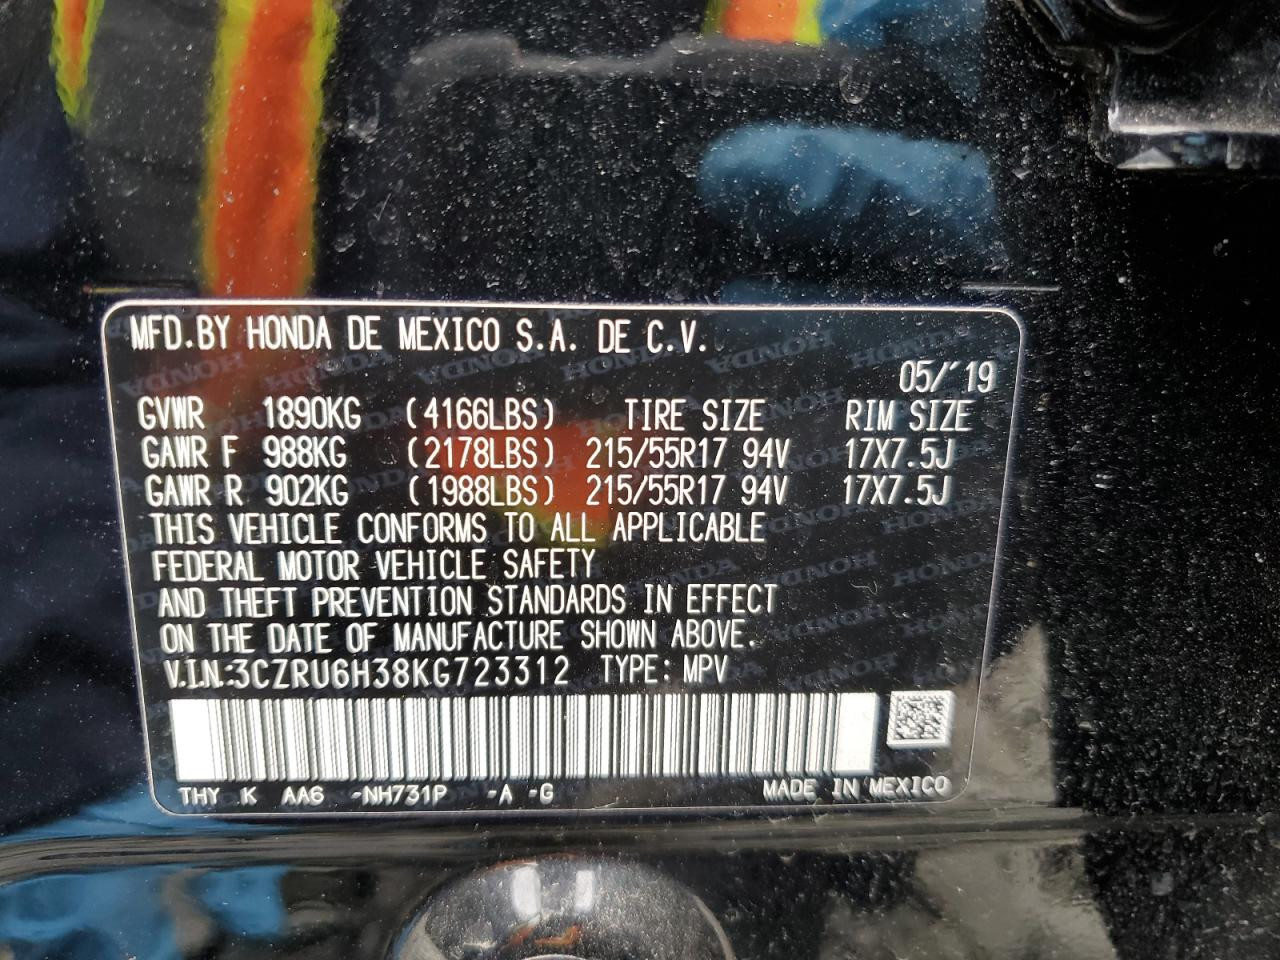 MFD.BY HONDA DE MEXICO S.A. DE C.V.
05/'19
GVWR 1890KG (4166LBS) TIRE SIZE RIM SIZE
GAWR F 988KG (2178LBS) 215/55R17 94V 17X7.5J
GAWR R 902KG (1988LBS) 215/55R17 94V 17X7.5J
THIS VEHICLE CONFORMS TO ALL APPLICABLE
FEDERAL MOTOR VEHICLE SAFETY
AND THEFT PREVENTION STANDARDS IN EFFECT
ON THE DATE OF MANUFACTURE SHOWN ABOVE.
V.I.N.:3CZRU6H38KG723312 TYPE: MPV
THY K AA6 -NH731P -A -G MADE IN MEXICO